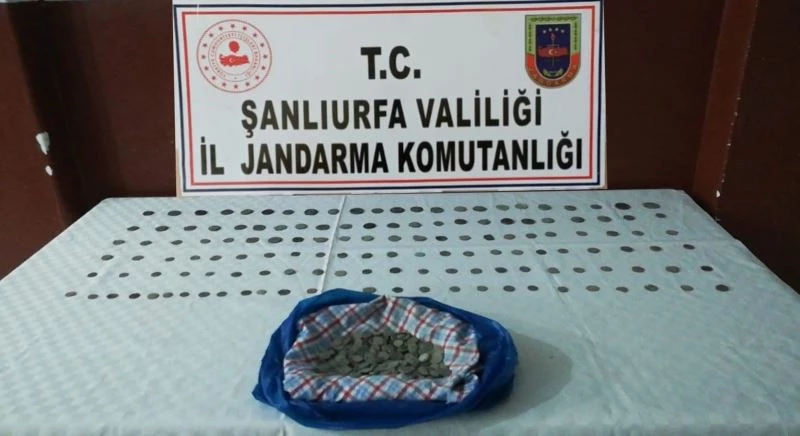 T.C.
ŞANLIURFA VALİLİĞİ
İL JANDARMA KOMUTANLIĞI